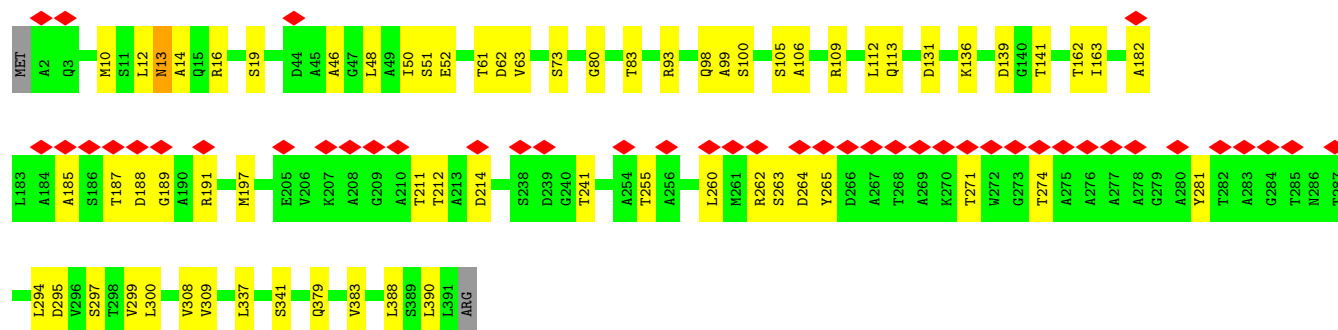 MET A2 Q3 M10 S11 L12 N13 A14 Q15 R16 S19 D44 A45 A46 G47 L48 A49 I50 S51 E52 T61 D62 V63 S73 G80 T83 R93 Q98 A99 S100 S105 A106 R109 L112 Q113 D131 K136 D139 G140 T141 T162 I163 A182
L183 A184 A185 S186 T187 D188 G189 A190 R191 M197 E205 V206 K207 A208 G209 A210 T211 T212 A213 D214 S238 D239 G240 T241 A254 T255 A256 L260 M261 R262 S263 D264 Y265 D266 A267 T268 A269 K270 T271 W272 G273 T274 A275 A276 A277 A278 G279 A280 Y281 T282 A283 G284 T285 N286
L294 D295 V296 S297 T298 V299 L300 V308 V309 L337 S341 Q379 V383 L388 S389 L390 L391 ARG